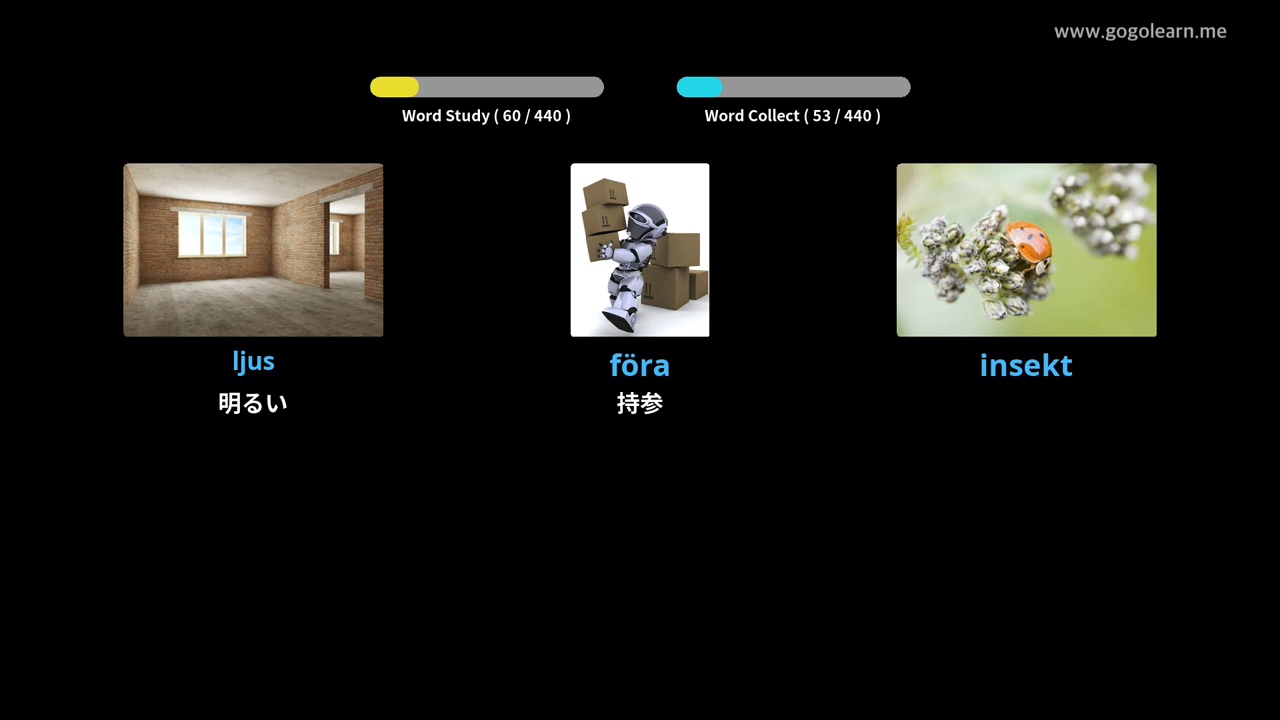 www.gogolearn.me
Word Study ( 60 / 440 )
Word Collect ( 53 / 440 )
ljus
föra
insekt
明るい
持参